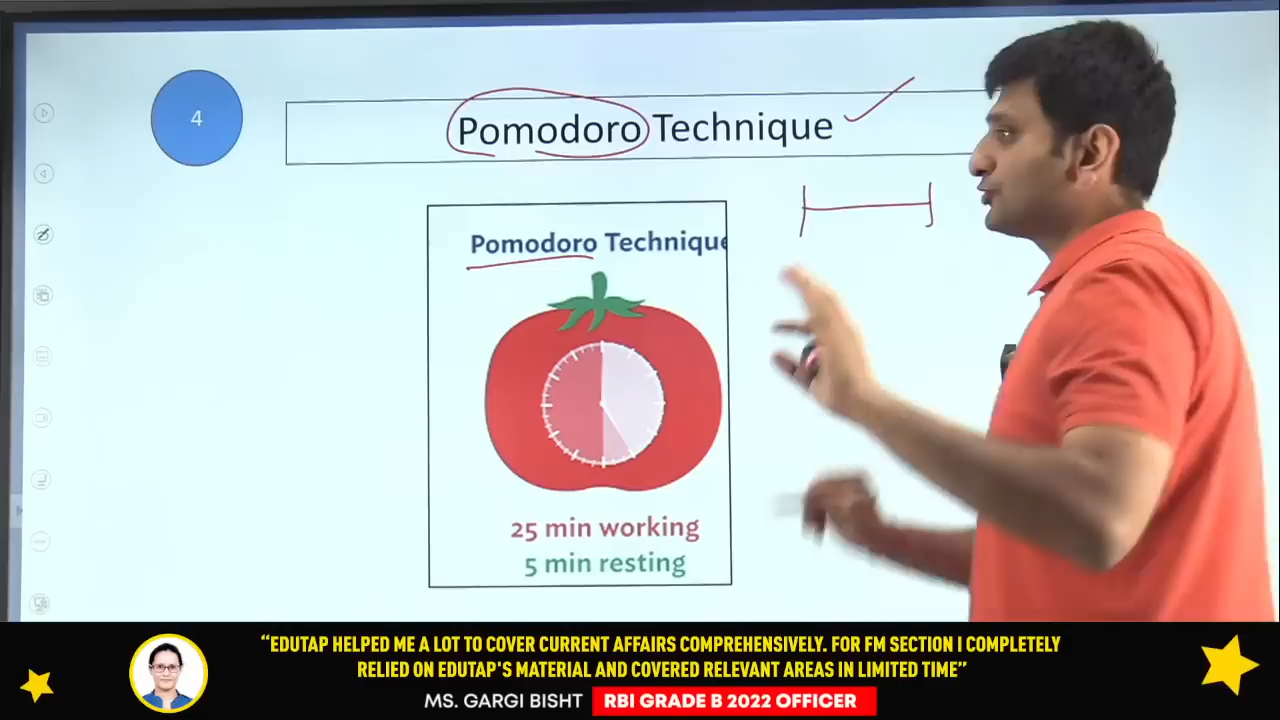 4
Pomodoro Technique
Pomodoro Technique
25 min working
5 min resting
“EDUTAP HELPED ME A LOT TO COVER CURRENT AFFAIRS COMPREHENSIVELY. FOR FM SECTION I COMPLETELY
RELIED ON EDUTAP'S MATERIAL AND COVERED RELEVANT AREAS IN LIMITED TIME”
MS. GARGI BISHT RBI GRADE B 2022 OFFICER